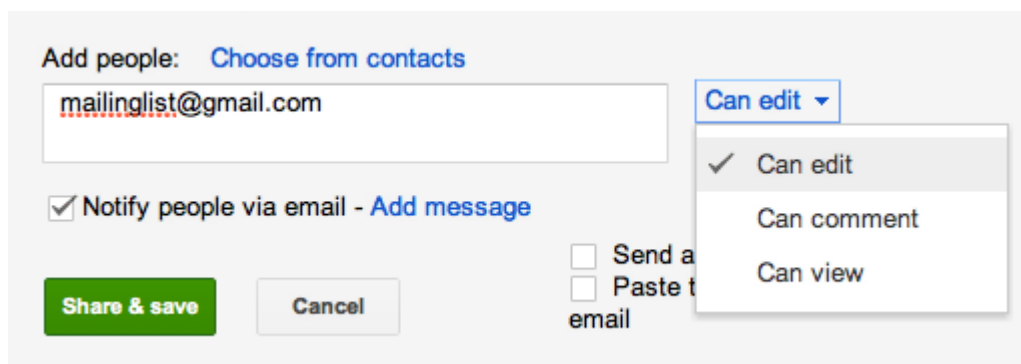 Add people: Choose from contacts
mailinglist@gmail.com
Can edit
Can edit
Can comment
Can view
Notify people via email - Add message
Send a
Paste t
email
Share & save
Cancel